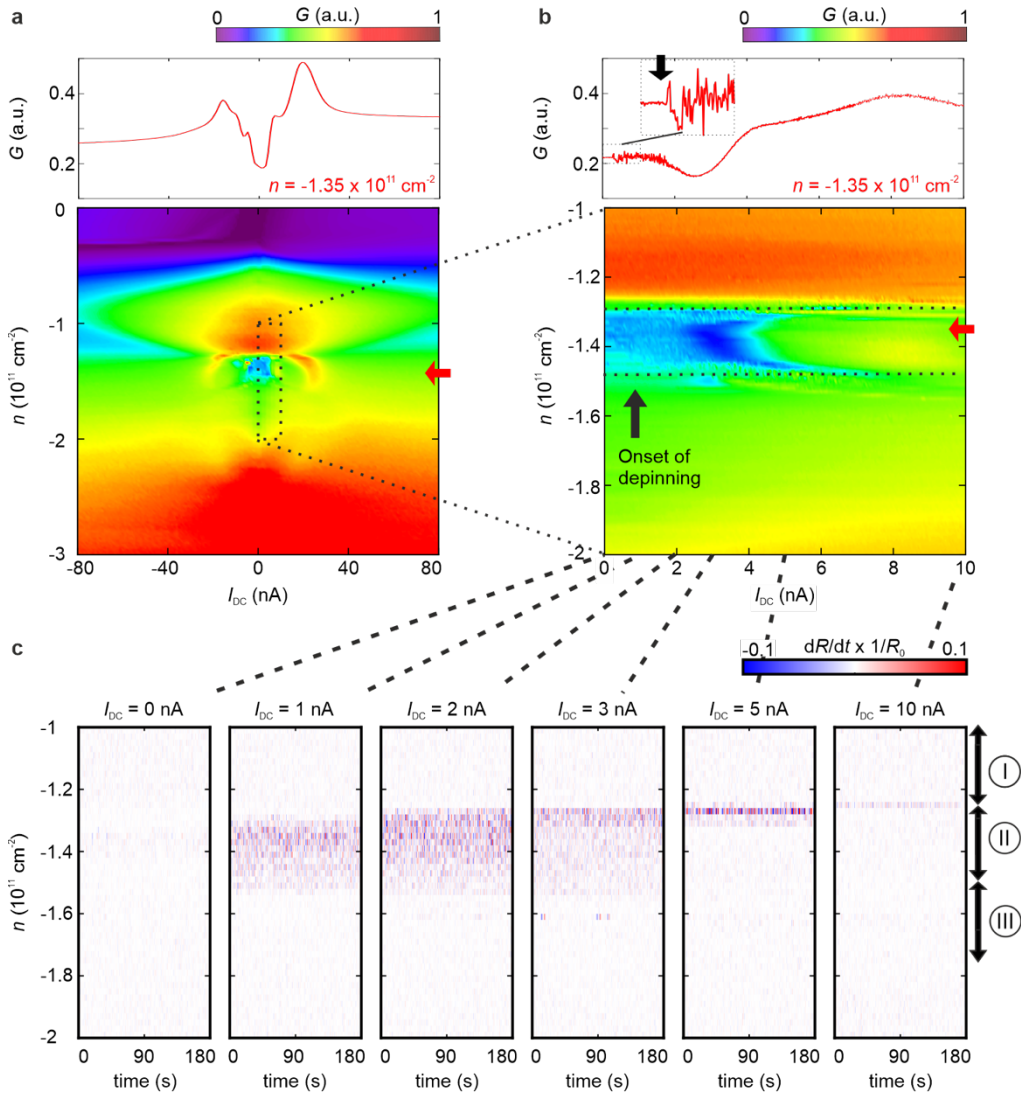 a
G (a.u.)
0 1
0.4
0.2
G (a.u.)
n = -1.35 x 10¹¹ cm⁻²
0
-1
-2
-3
n (10¹¹ cm⁻²)
-80 -40 0 40 80
I_DC (nA)
b
G (a.u.)
0 1
0.4
0.2
G (a.u.)
n = -1.35 x 10¹¹ cm⁻²
-1
-1.2
-1.4
-1.6
-1.8
-2
n (10¹¹ cm⁻²)
Onset of
depinning
0 2 4 6 8 10
I_DC (nA)
c
-0.1 dR/dt x 1/R₀ 0.1
I_DC = 0 nA I_DC = 1 nA I_DC = 2 nA I_DC = 3 nA I_DC = 5 nA I_DC = 10 nA
-1
-1.2
-1.4
-1.6
-1.8
-2
n (10¹¹ cm⁻²)
I
II
III
0 90 180 0 90 180 0 90 180 0 90 180 0 90 180 0 90 180
time (s) time (s) time (s) time (s) time (s) time (s)